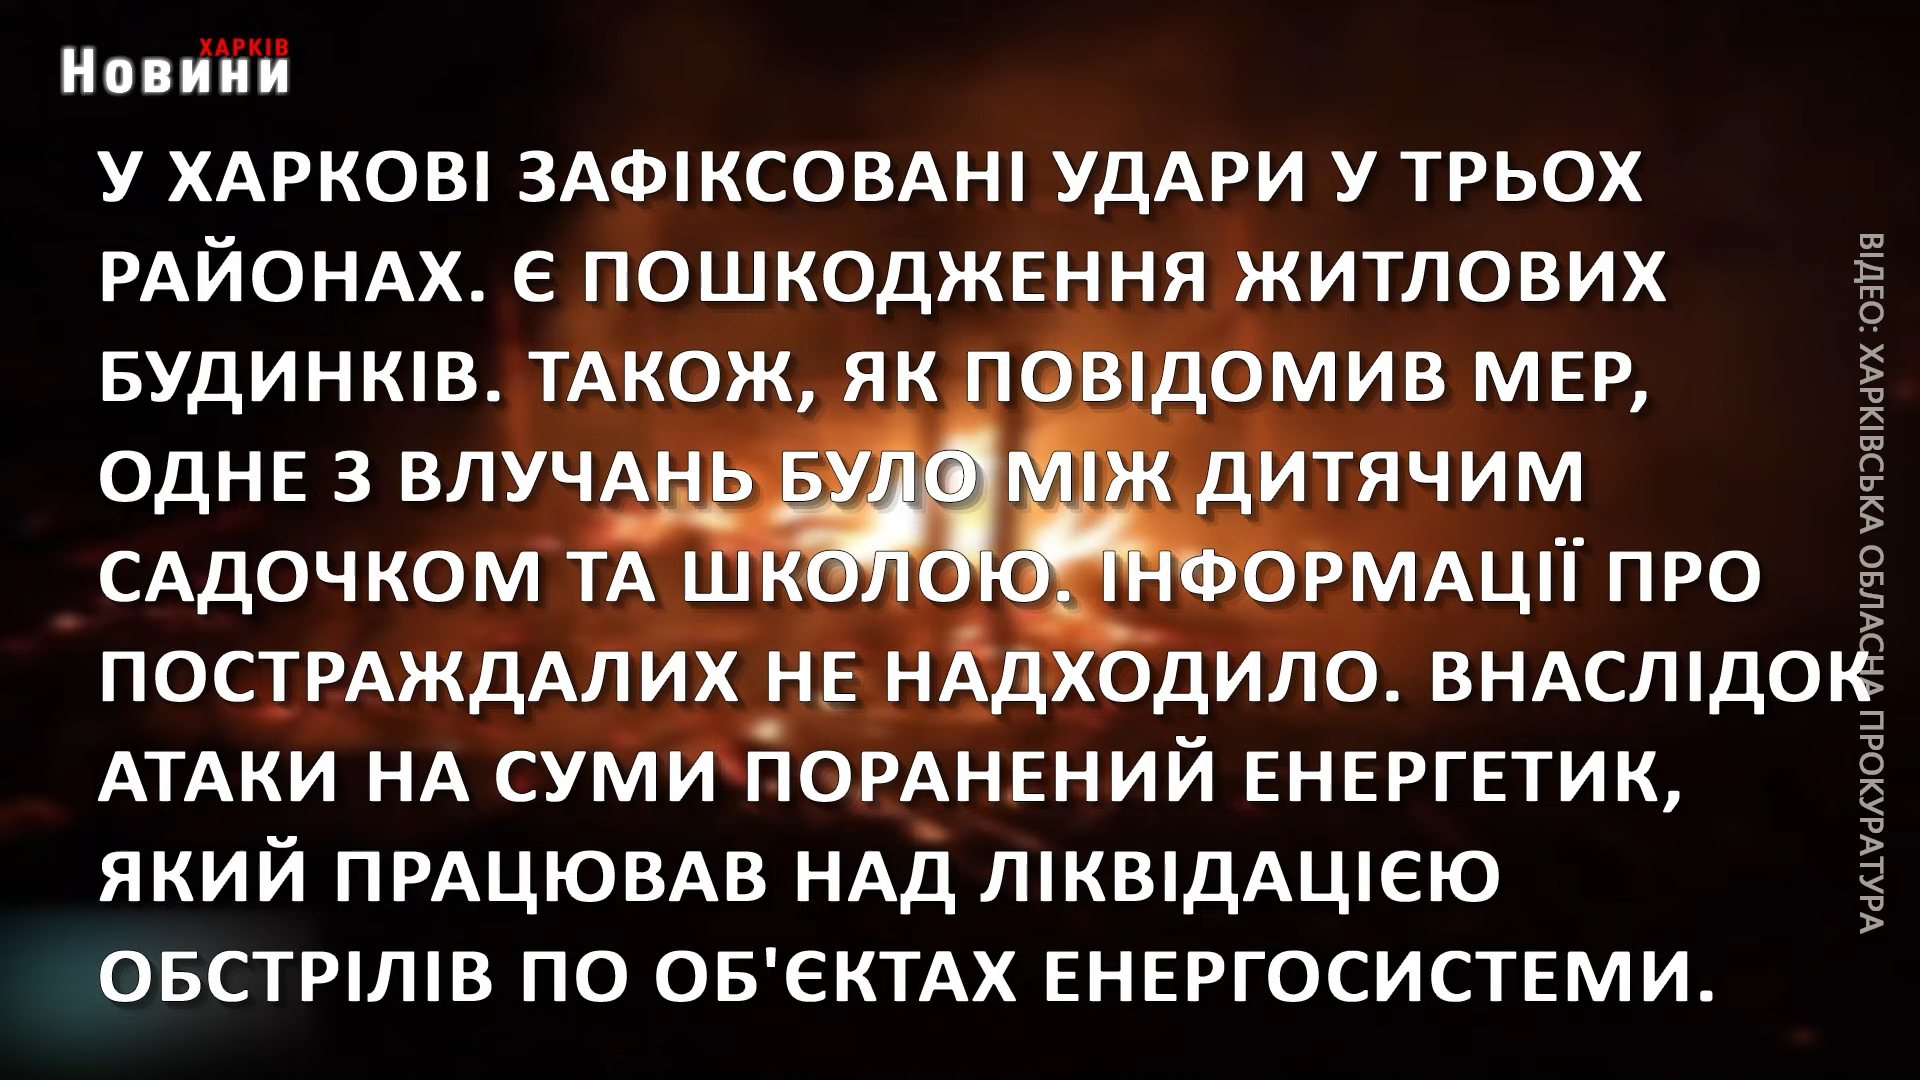 ХАРКІВ
Новини
У ХАРКОВІ ЗАФІКСОВАНІ УДАРИ У ТРЬОХ
РАЙОНАХ. Є ПОШКОДЖЕННЯ ЖИТЛОВИХ
БУДИНКІВ. ТАКОЖ, ЯК ПОВІДОМИВ МЕР,
ОДНЕ З ВЛУЧАНЬ БУЛО МІЖ ДИТЯЧИМ
САДОЧКОМ ТА ШКОЛОЮ. ІНФОРМАЦІЇ ПРО
ПОСТРАЖДАЛИХ НЕ НАДХОДИЛО. ВНАСЛІДОК
АТАКИ НА СУМИ ПОРАНЕНИЙ ЕНЕРГЕТИК,
ЯКИЙ ПРАЦЮВАВ НАД ЛІКВІДАЦІЄЮ
ОБСТРІЛІВ ПО ОБ'ЄКТАХ ЕНЕРГОСИСТЕМИ.
ВІДЕО: ХАРКІВСЬКА ОБЛАСНА ПРОКУРАТУРА